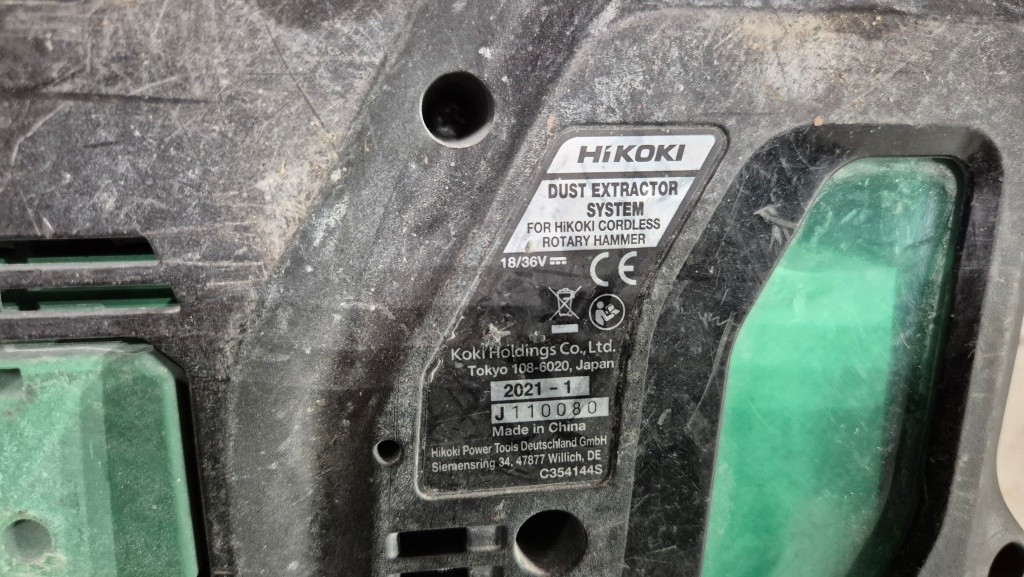 HiKOKI
DUST EXTRACTOR
SYSTEM
FOR HiKOKI CORDLESS
ROTARY HAMMER
18/36V
CE
Koki Holdings Co., Ltd.
Tokyo 108-6020, Japan
2021 - 1
J110080
Made in China
Hikoki Power Tools Deutschland GmbH
Siemensring 34, 47877 Willich, DE
C354144S